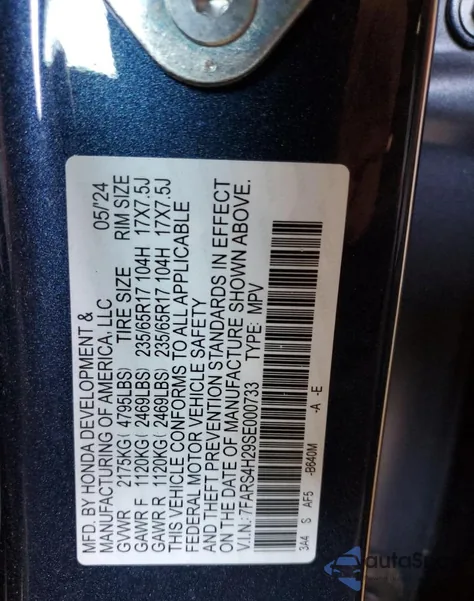 MFD. BY HONDA DEVELOPMENT &
MANUFACTURING OF AMERICA, LLC 05/'24
GVWR 2175KG( 4798LBS) TIRE SIZE RIM SIZE
GAWR F 1120KG( 2469LBS) 235/65R17 104H 17X7.5J
GAWR R 1120KG( 2469LBS) 235/65R17 104H 17X7.5J
THIS VEHICLE CONFORMS TO ALL APPLICABLE
FEDERAL MOTOR VEHICLE SAFETY
AND THEFT PREVENTION STANDARDS IN EFFECT
ON THE DATE OF MANUFACTURE SHOWN ABOVE.
V.I.N.: 7FARS4H29SE000733 TYPE: MPV
3A4 S AF5 -B640M -A -E